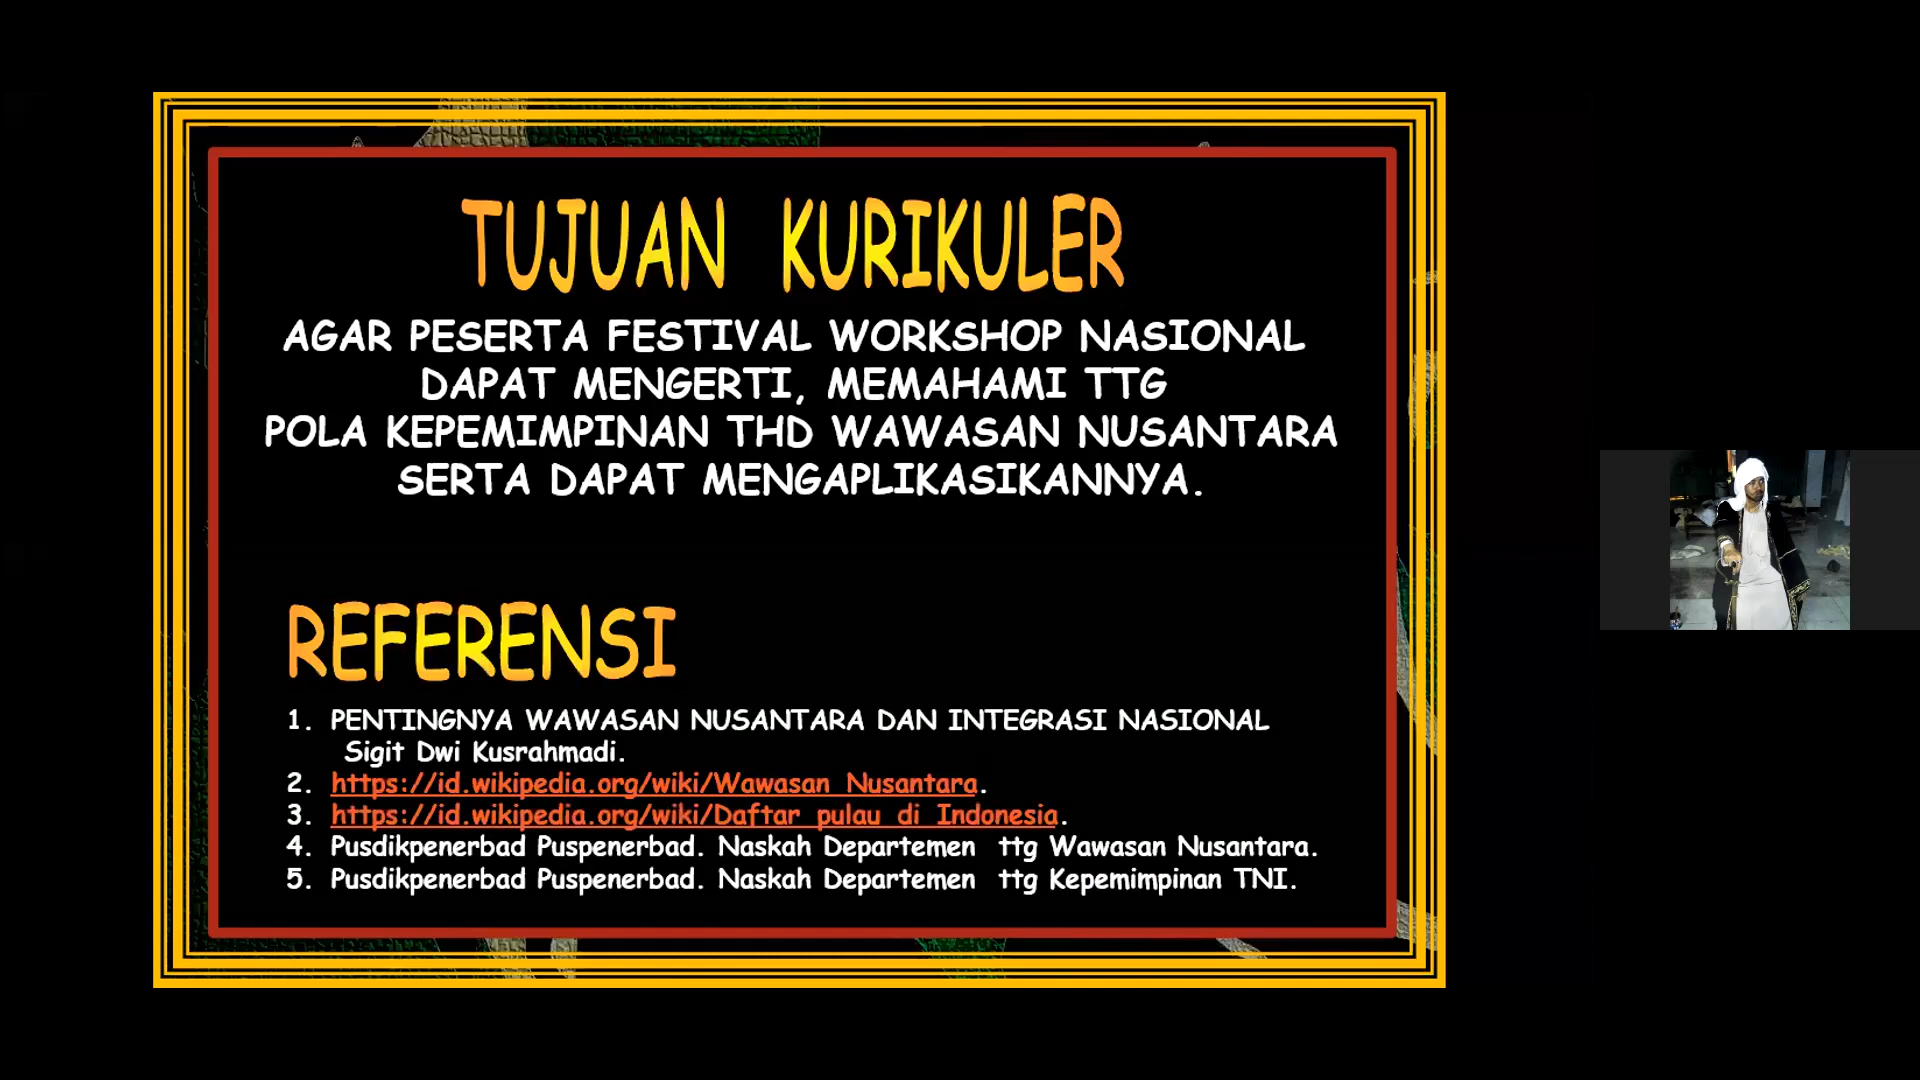 TUJUAN KURIKULER
AGAR PESERTA FESTIVAL WORKSHOP NASIONAL
DAPAT MENGERTI, MEMAHAMI TTG
POLA KEPEMIMPINAN THD WAWASAN NUSANTARA
SERTA DAPAT MENGAPLIKASIKANNYA.
REFERENSI
1. PENTINGNYA WAWASAN NUSANTARA DAN INTEGRASI NASIONAL
Sigit Dwi Kusrahmadi.
2. https://id.wikipedia.org/wiki/Wawasan_Nusantara.
3. https://id.wikipedia.org/wiki/Daftar_pulau_di_Indonesia.
4. Pusdikpenerbad Puspenerbad. Naskah Departemen ttg Wawasan Nusantara.
5. Pusdikpenerbad Puspenerbad. Naskah Departemen ttg Kepemimpinan TNI.